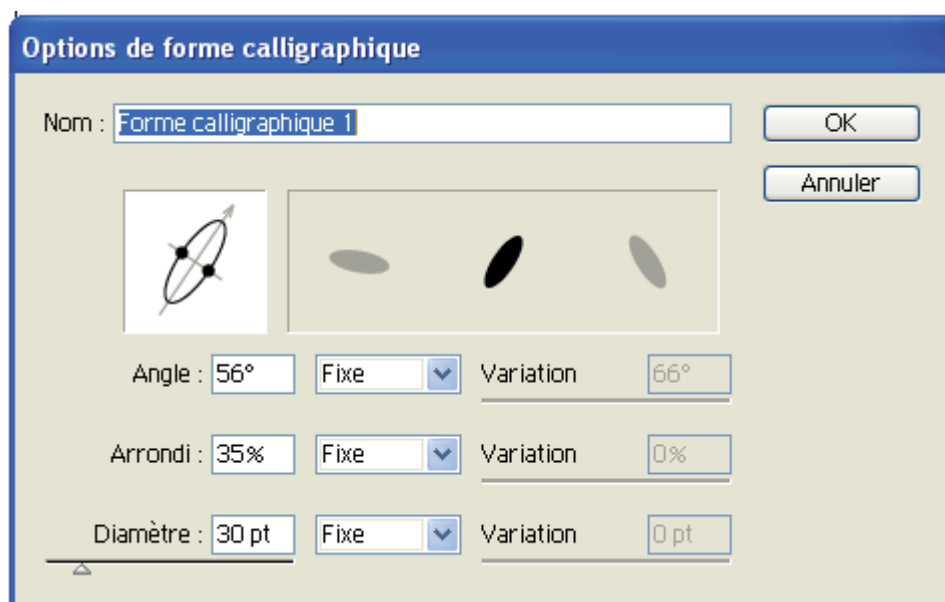 Options de forme calligraphique
Nom : Forme calligraphique 1
OK
Annuler
Angle : 56° Fixe Variation 66°
Arrondi : 35% Fixe Variation 0%
Diamètre : 30 pt Fixe Variation 0 pt